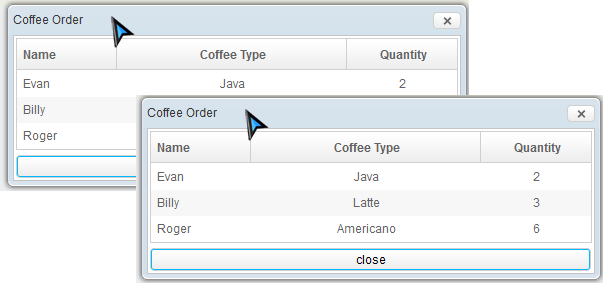 Coffee Order
Name Coffee Type Quantity
Evan Java 2
Billy
Roger
Coffee Order
Name Coffee Type Quantity
Evan Java 2
Billy Latte 3
Roger Americano 6
close